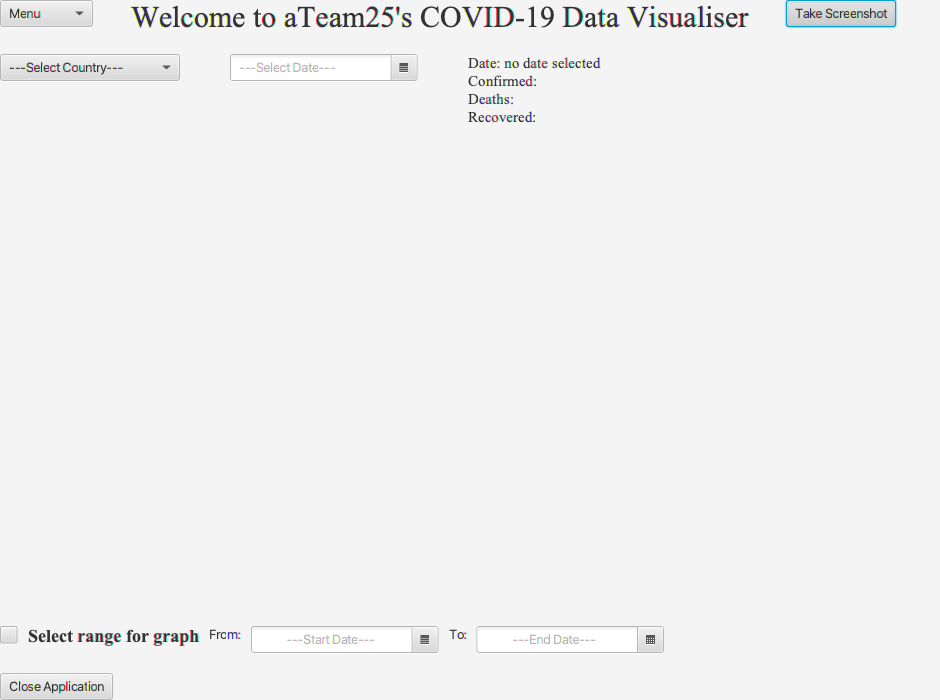 Menu
Welcome to aTeam25's COVID-19 Data Visualiser
Take Screenshot
---Select Country---
---Select Date---
Date: no date selected
Confirmed:
Deaths:
Recovered:
Select range for graph
From:
---Start Date---
To:
---End Date---
Close Application